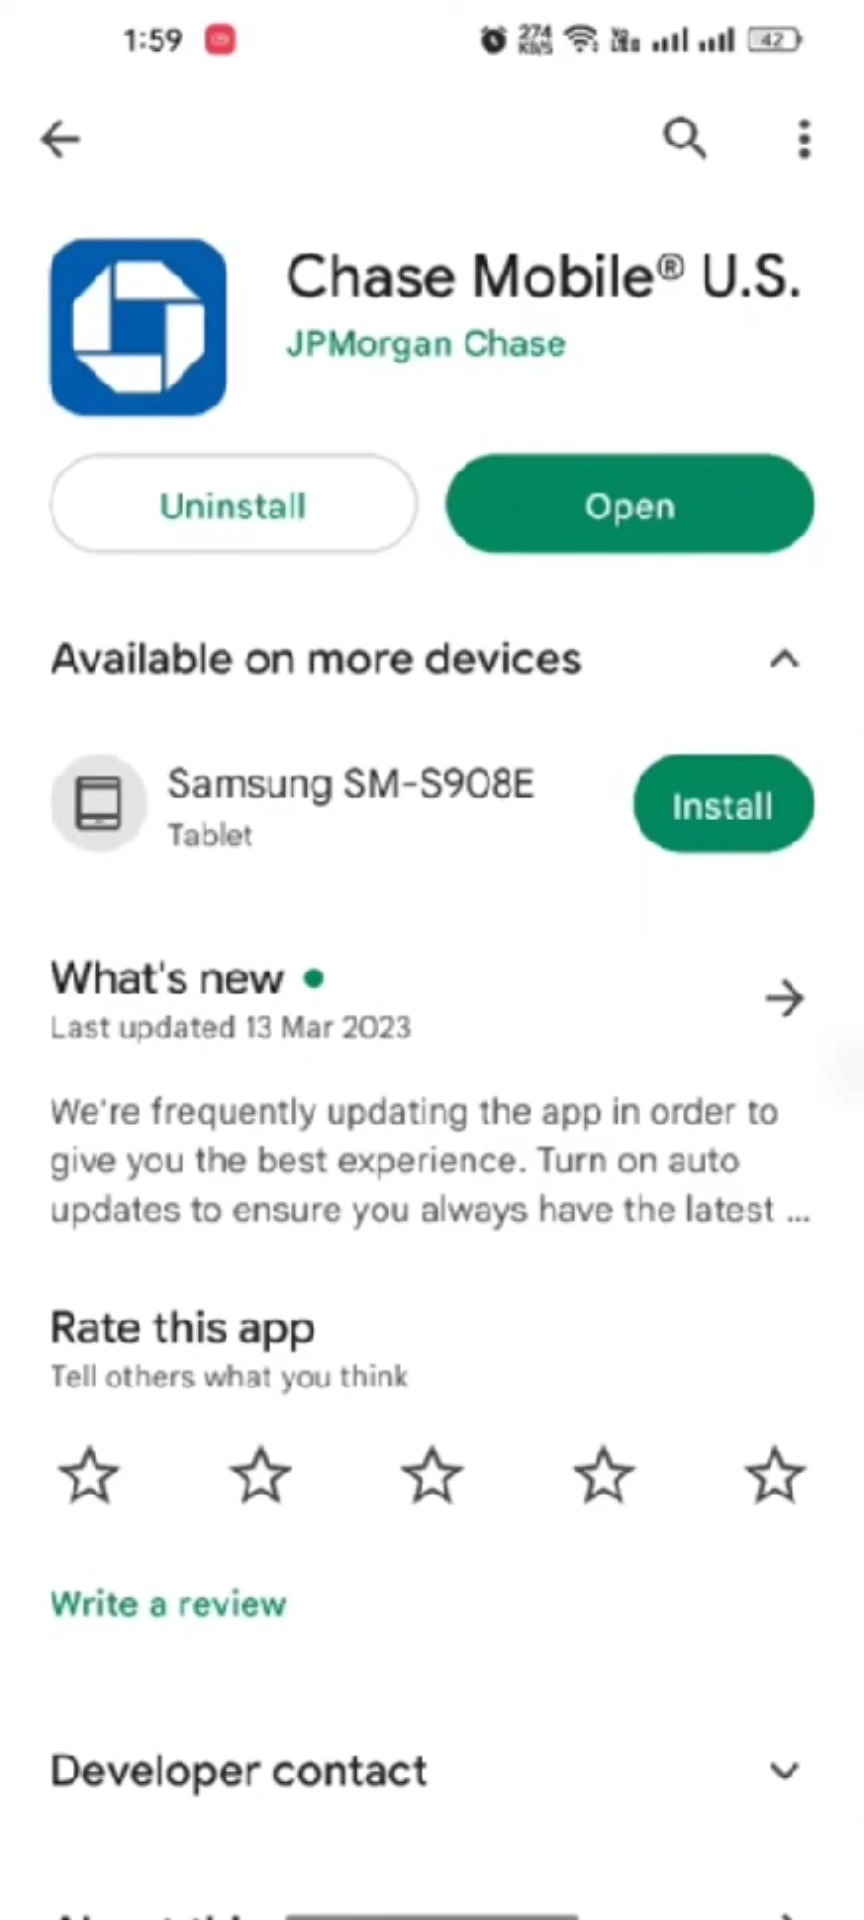 1:59
274
KB/S
42
Chase Mobile® U.S.
JPMorgan Chase
Uninstall
Open
Available on more devices
Samsung SM-S908E
Tablet
Install
What's new
Last updated 13 Mar 2023
We're frequently updating the app in order to
give you the best experience. Turn on auto
updates to ensure you always have the latest ...
Rate this app
Tell others what you think
Write a review
Developer contact